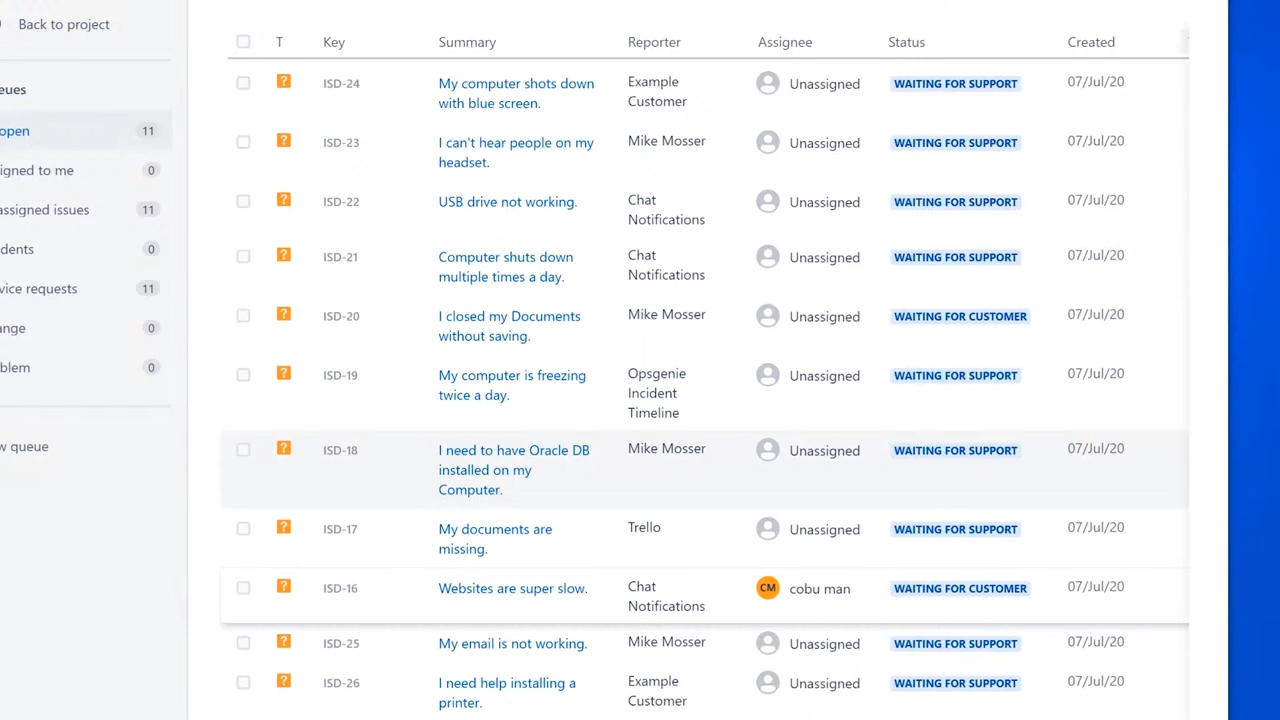 Back to project
T Key Summary Reporter Assignee Status Created
eues
open 11
igned to me 0
assigned issues 11
dents 0
vice requests 11
ange 0
blem 0
w queue
? ISD-24 My computer shots down Example Unassigned WAITING FOR SUPPORT 07/Jul/20
with blue screen. Customer
? ISD-23 I can't hear people on my Mike Mosser Unassigned WAITING FOR SUPPORT 07/Jul/20
headset.
? ISD-22 USB drive not working. Chat Unassigned WAITING FOR SUPPORT 07/Jul/20
Notifications
? ISD-21 Computer shuts down Chat Unassigned WAITING FOR SUPPORT 07/Jul/20
multiple times a day. Notifications
? ISD-20 I closed my Documents Mike Mosser Unassigned WAITING FOR CUSTOMER 07/Jul/20
without saving.
? ISD-19 My computer is freezing Opsgenie Unassigned WAITING FOR SUPPORT 07/Jul/20
twice a day. Incident
Timeline
? ISD-18 I need to have Oracle DB Mike Mosser Unassigned WAITING FOR SUPPORT 07/Jul/20
installed on my
Computer.
? ISD-17 My documents are Trello Unassigned WAITING FOR SUPPORT 07/Jul/20
missing.
? ISD-16 Websites are super slow. Chat CM cobu man WAITING FOR CUSTOMER 07/Jul/20
Notifications
? ISD-25 My email is not working. Mike Mosser Unassigned WAITING FOR SUPPORT 07/Jul/20
? ISD-26 I need help installing a Example Unassigned WAITING FOR SUPPORT 07/Jul/20
printer. Customer